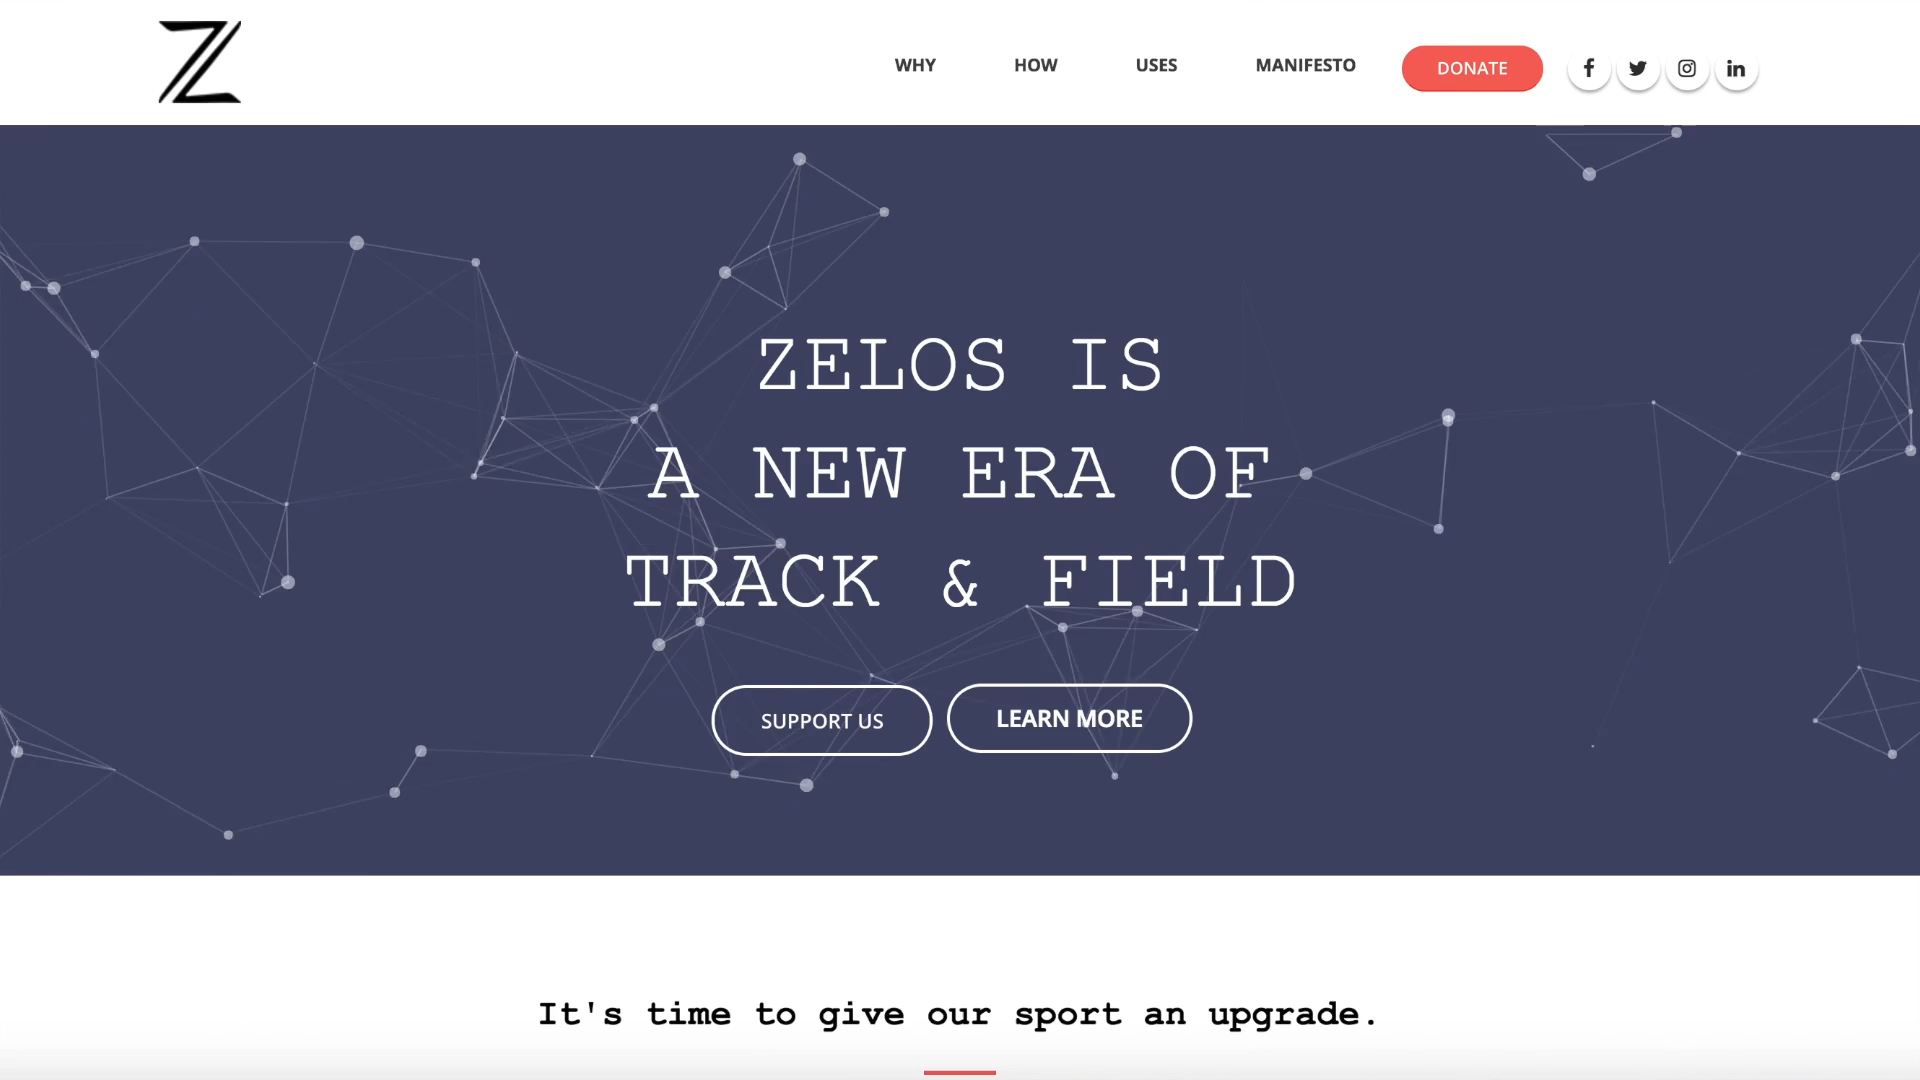 WHY HOW USES MANIFESTO DONATE
ZELOS IS
A NEW ERA OF
TRACK & FIELD
SUPPORT US LEARN MORE
It's time to give our sport an upgrade.